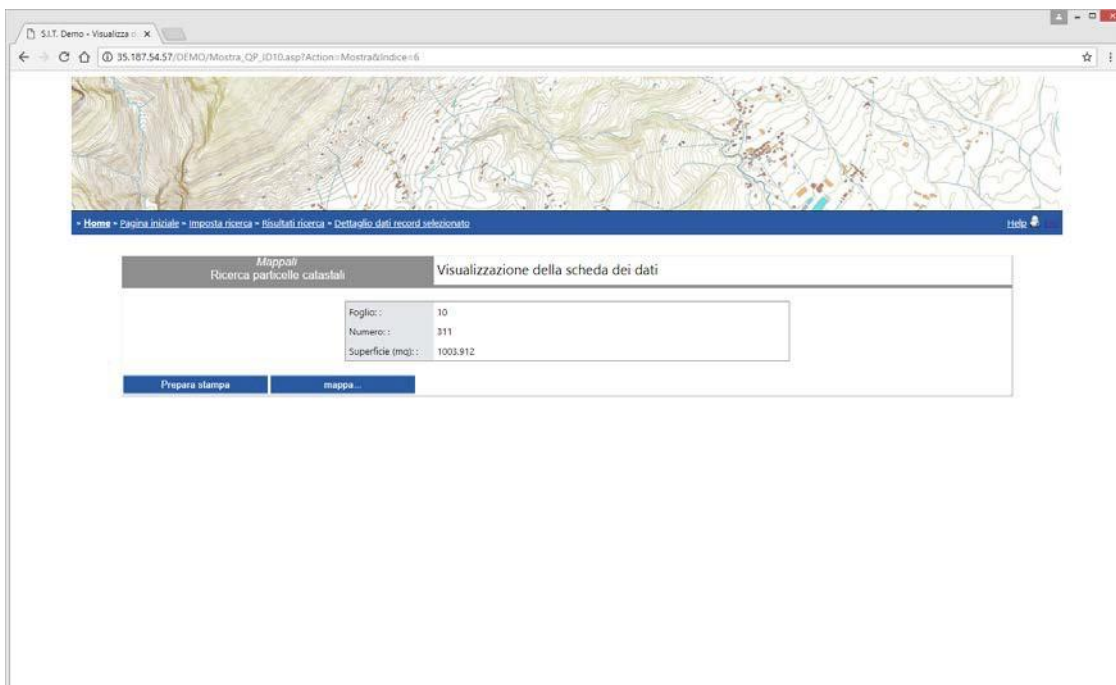 S.I.T. Demo - Visualizza d
35.187.54.57/DEMO/Mostra_QP_ID10.asp?Action=Mostra&Indice=6
» Home » Pagina iniziale » Imposta ricerca » Risultati ricerca » Dettaglio dati record selezionato
Help
Mappali
Ricerca particelle catastali
Visualizzazione della scheda dei dati
Foglio: : 10
Numero: : 311
Superficie (mq): : 1003.912
Prepara stampa mappa...